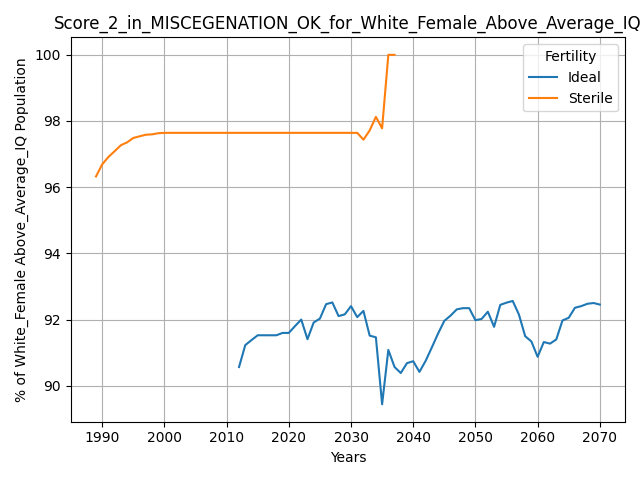 Score_2_in_MISCEGENATION_OK_for_White_Female_Above_Average_IQ
% of White_Female Above_Average_IQ Population
100
98
96
94
92
90
Fertility
Ideal
Sterile
1990 2000 2010 2020 2030 2040 2050 2060 2070
Years